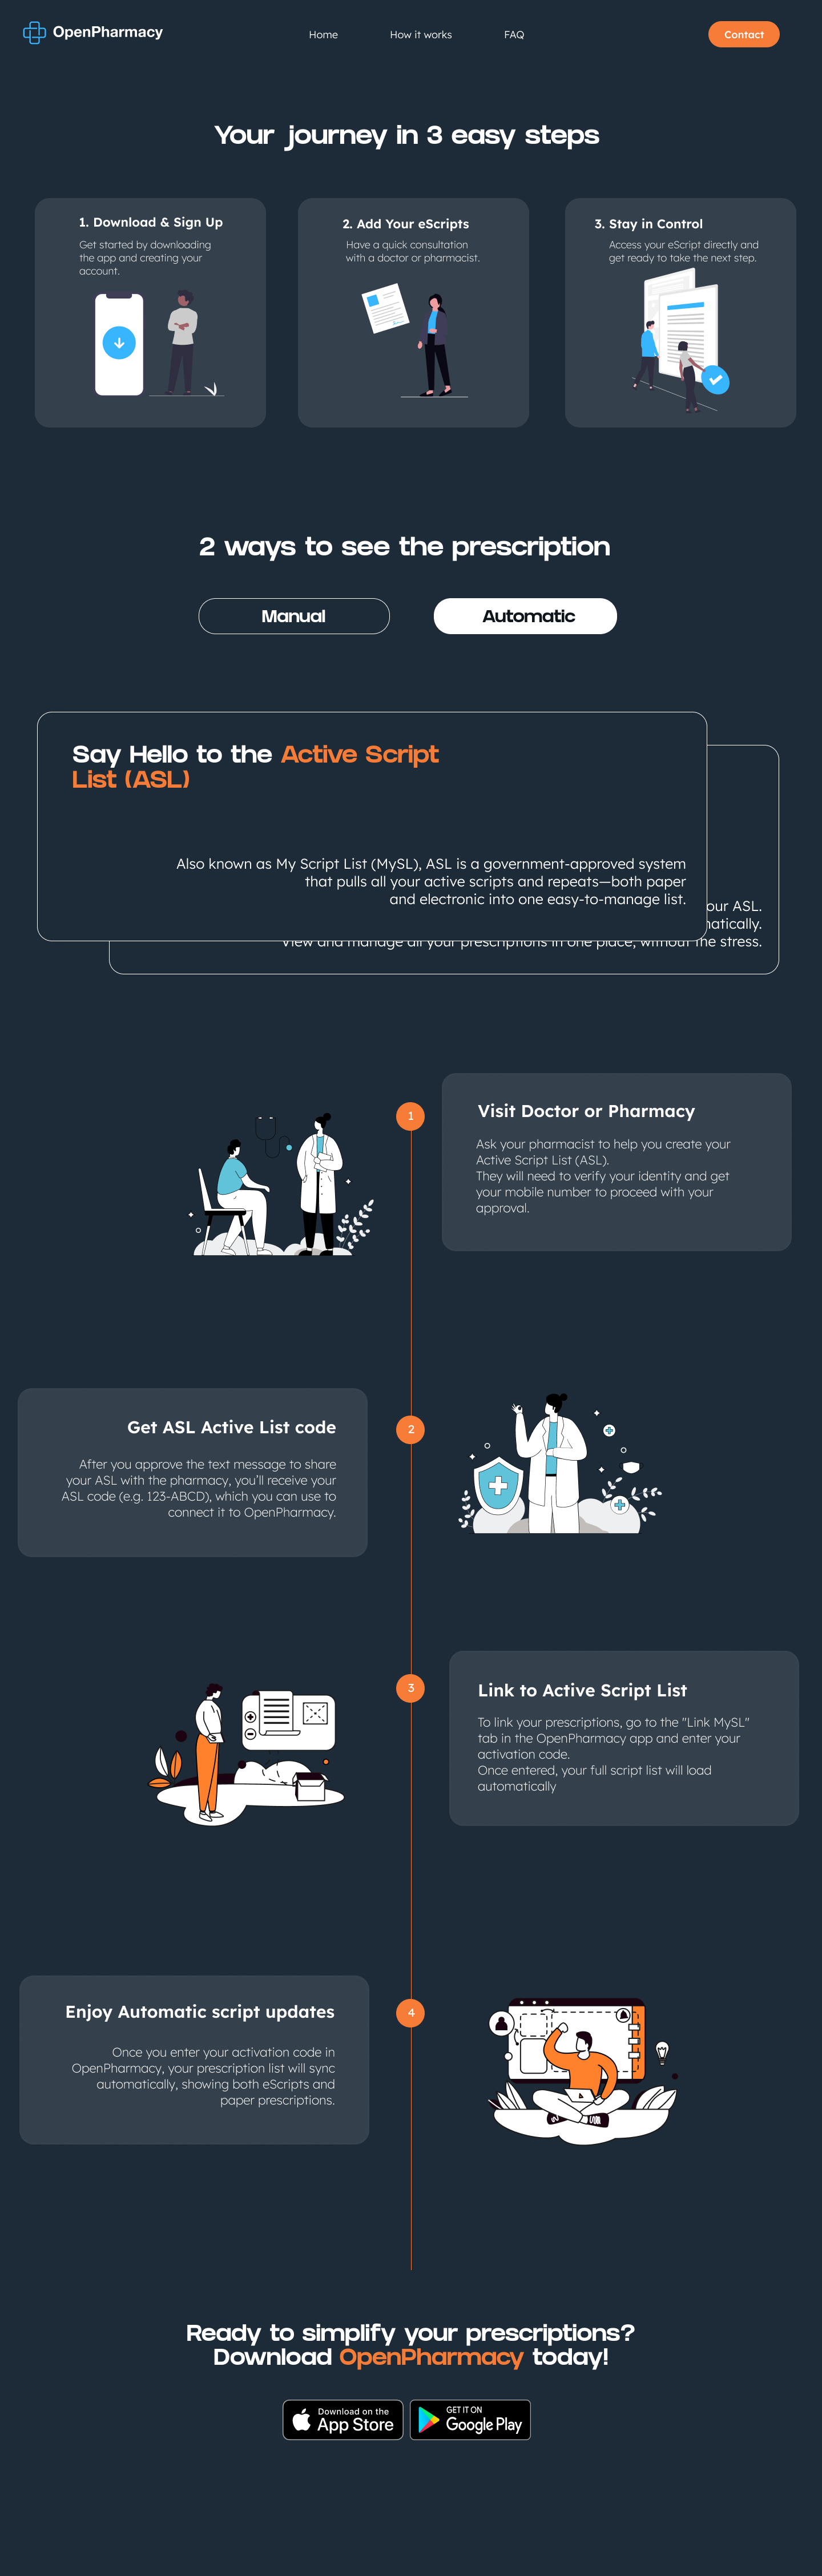 OpenPharmacy
Home
How it works
FAQ
Contact
Your journey in 3 easy steps
1. Download & Sign Up
Get started by downloading
the app and creating your
account.
2. Add Your eScripts
Have a quick consultation
with a doctor or pharmacist.
3. Stay in Control
Access your eScript directly and
get ready to take the next step.
2 ways to see the prescription
Manual
Automatic
Say Hello to the Active Script
List (ASL)
Also known as My Script List (MySL), ASL is a government-approved system
that pulls all your active scripts and repeats—both paper
and electronic into one easy-to-manage list.
our ASL.
natically.
View and manage all your prescriptions in one place, without the stress.
1
Visit Doctor or Pharmacy
Ask your pharmacist to help you create your
Active Script List (ASL).
They will need to verify your identity and get
your mobile number to proceed with your
approval.
Get ASL Active List code
After you approve the text message to share
your ASL with the pharmacy, you'll receive your
ASL code (e.g. 123-ABCD), which you can use to
connect it to OpenPharmacy.
2
3
Link to Active Script List
To link your prescriptions, go to the "Link MySL"
tab in the OpenPharmacy app and enter your
activation code.
Once entered, your full script list will load
automatically
Enjoy Automatic script updates
Once you enter your activation code in
OpenPharmacy, your prescription list will sync
automatically, showing both eScripts and
paper prescriptions.
4
Ready to simplify your prescriptions?
Download OpenPharmacy today!
Download on the
App Store
GET IT ON
Google Play